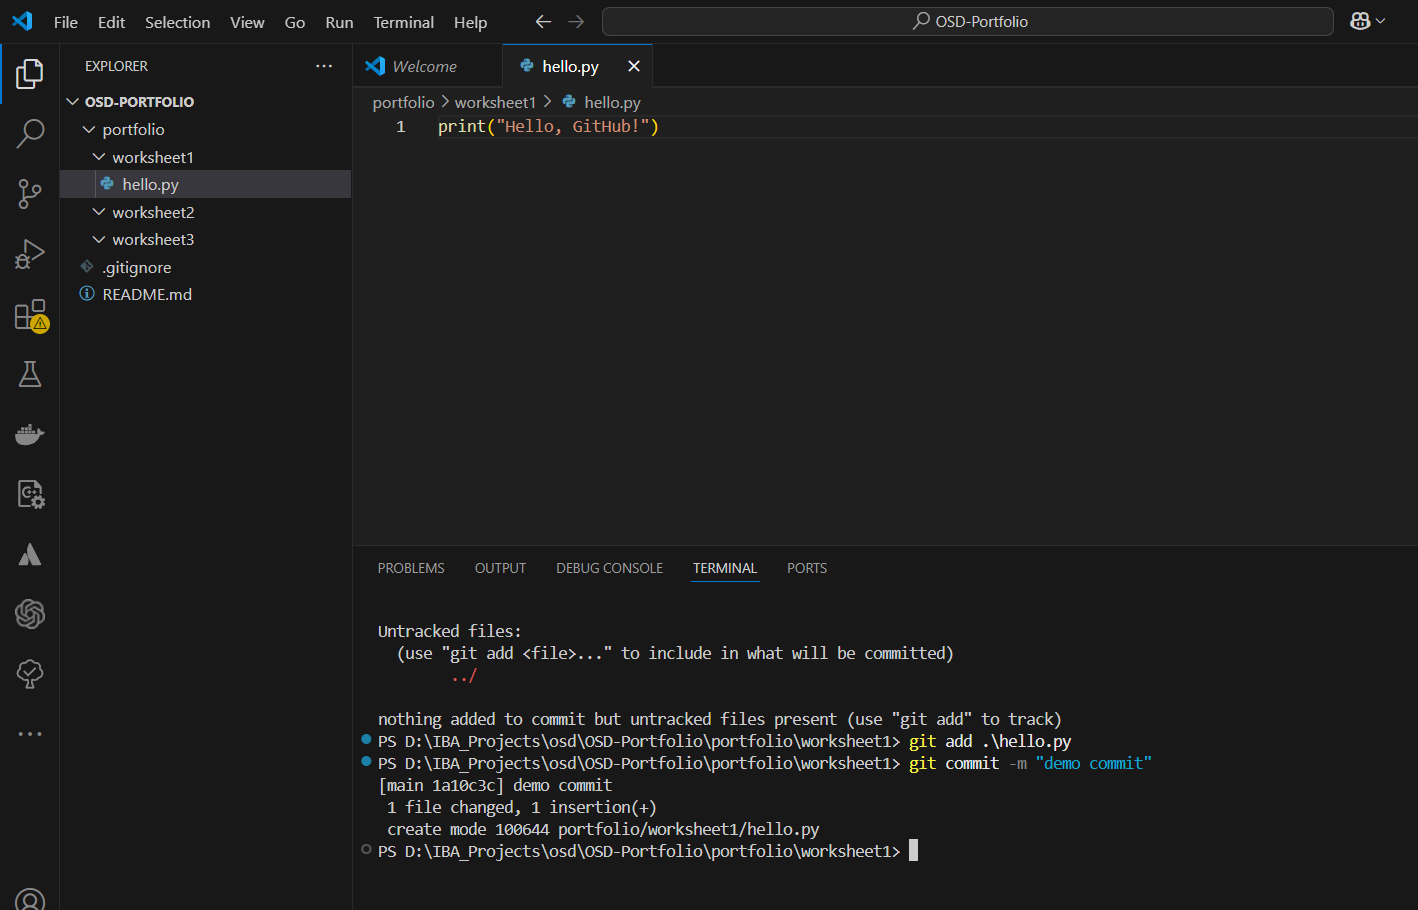 File Edit Selection View Go Run Terminal Help OSD-Portfolio
EXPLORER
OSD-PORTFOLIO
portfolio
worksheet1
hello.py
worksheet2
worksheet3
.gitignore
README.md
Welcome hello.py
portfolio worksheet1 hello.py
1 print("Hello, GitHub!")
PROBLEMS OUTPUT DEBUG CONSOLE TERMINAL PORTS
Untracked files:
(use "git add <file>..." to include in what will be committed)
../
nothing added to commit but untracked files present (use "git add" to track)
PS D:\IBA_Projects\osd\OSD-Portfolio\portfolio\worksheet1> git add .\hello.py
PS D:\IBA_Projects\osd\OSD-Portfolio\portfolio\worksheet1> git commit -m "demo commit"
[main 1a10c3c] demo commit
1 file changed, 1 insertion(+)
create mode 100644 portfolio/worksheet1/hello.py
PS D:\IBA_Projects\osd\OSD-Portfolio\portfolio\worksheet1>